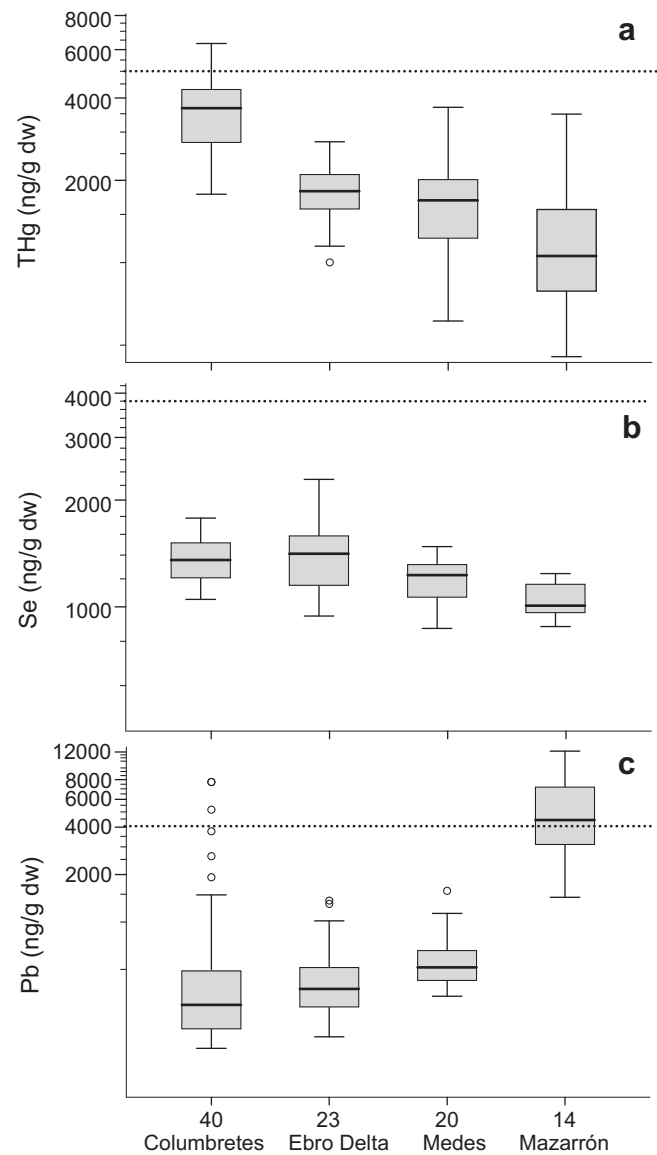 a
THg (ng/g dw)
8000
6000
4000
2000
b
Se (ng/g dw)
4000
3000
2000
1000
c
Pb (ng/g dw)
12000
8000
6000
4000
2000
40 23 20 14
Columbretes Ebro Delta Medes Mazarrón